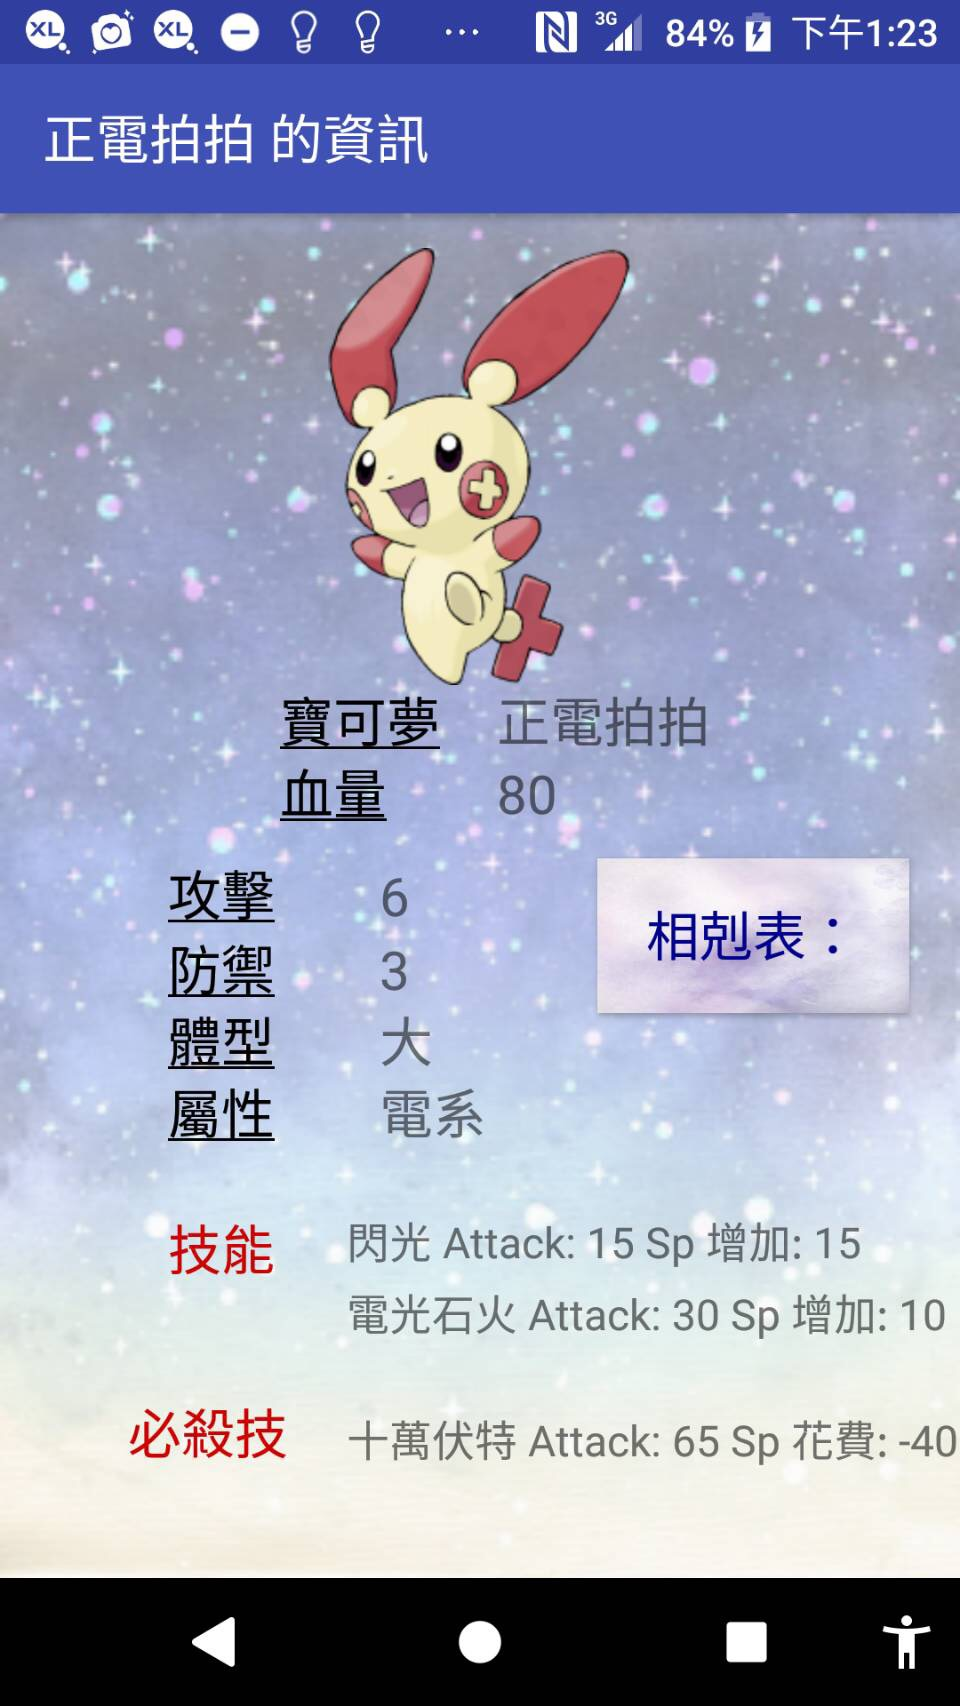 XL XL ... 3G 84% 下午1:23
正電拍拍 的資訊
寶可夢 正電拍拍
血量 80
攻擊 6
相剋表：
防禦 3
體型 大
屬性 電系
技能 閃光 Attack: 15 Sp 增加: 15
電光石火 Attack: 30 Sp 增加: 10
必殺技 十萬伏特 Attack: 65 Sp 花費: -40